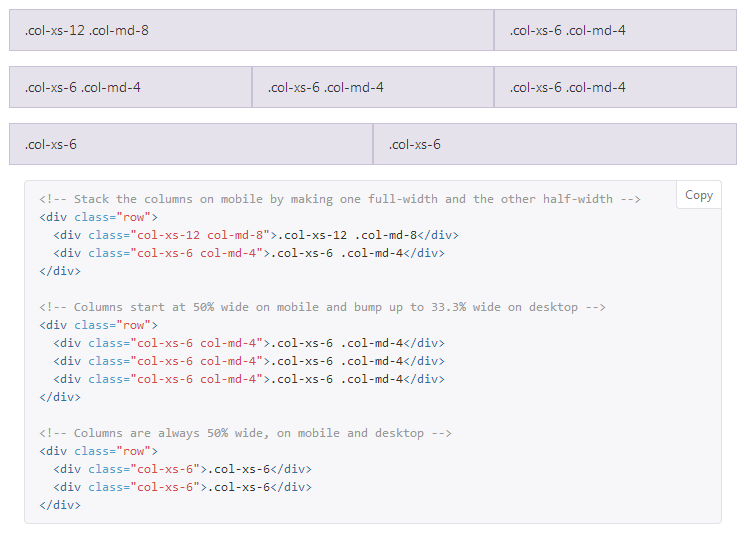 .col-xs-12 .col-md-8 .col-xs-6 .col-md-4
.col-xs-6 .col-md-4 .col-xs-6 .col-md-4 .col-xs-6 .col-md-4
.col-xs-6 .col-xs-6
Copy
<!-- Stack the columns on mobile by making one full-width and the other half-width -->
<div class="row">
  <div class="col-xs-12 col-md-8">.col-xs-12 .col-md-8</div>
  <div class="col-xs-6 col-md-4">.col-xs-6 .col-md-4</div>
</div>

<!-- Columns start at 50% wide on mobile and bump up to 33.3% wide on desktop -->
<div class="row">
  <div class="col-xs-6 col-md-4">.col-xs-6 .col-md-4</div>
  <div class="col-xs-6 col-md-4">.col-xs-6 .col-md-4</div>
  <div class="col-xs-6 col-md-4">.col-xs-6 .col-md-4</div>
</div>

<!-- Columns are always 50% wide, on mobile and desktop -->
<div class="row">
  <div class="col-xs-6">.col-xs-6</div>
  <div class="col-xs-6">.col-xs-6</div>
</div>